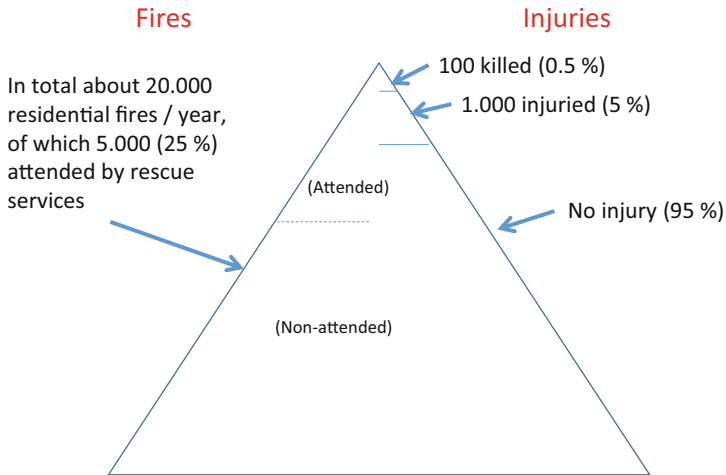 Fires
Injuries
In total about 20.000
residential fires / year,
of which 5.000 (25 %)
attended by rescue
services
100 killed (0.5 %)
1.000 injuried (5 %)
(Attended)
No injury (95 %)
(Non-attended)